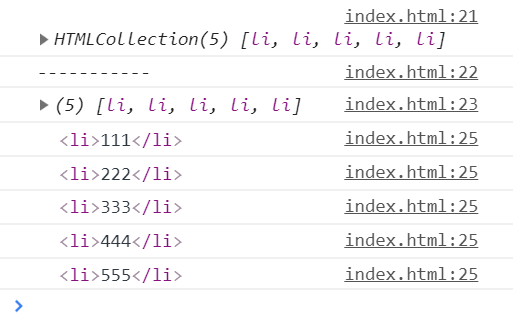 index.html:21
HTMLCollection(5) [li, li, li, li, li]
----------- index.html:22
(5) [li, li, li, li, li] index.html:23
<li>111</li> index.html:25
<li>222</li> index.html:25
<li>333</li> index.html:25
<li>444</li> index.html:25
<li>555</li> index.html:25